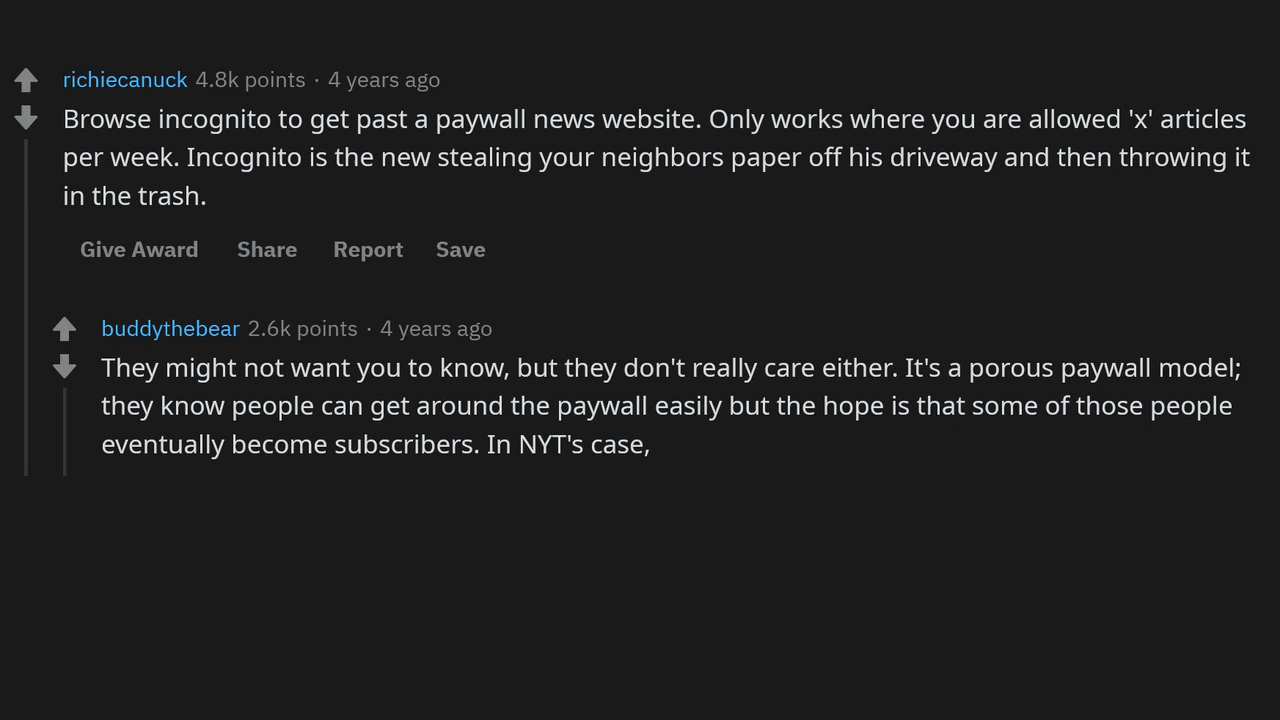 richiecanuck 4.8k points · 4 years ago
Browse incognito to get past a paywall news website. Only works where you are allowed 'x' articles
per week. Incognito is the new stealing your neighbors paper off his driveway and then throwing it
in the trash.
Give Award Share Report Save
buddythebear 2.6k points · 4 years ago
They might not want you to know, but they don't really care either. It's a porous paywall model;
they know people can get around the paywall easily but the hope is that some of those people
eventually become subscribers. In NYT's case,